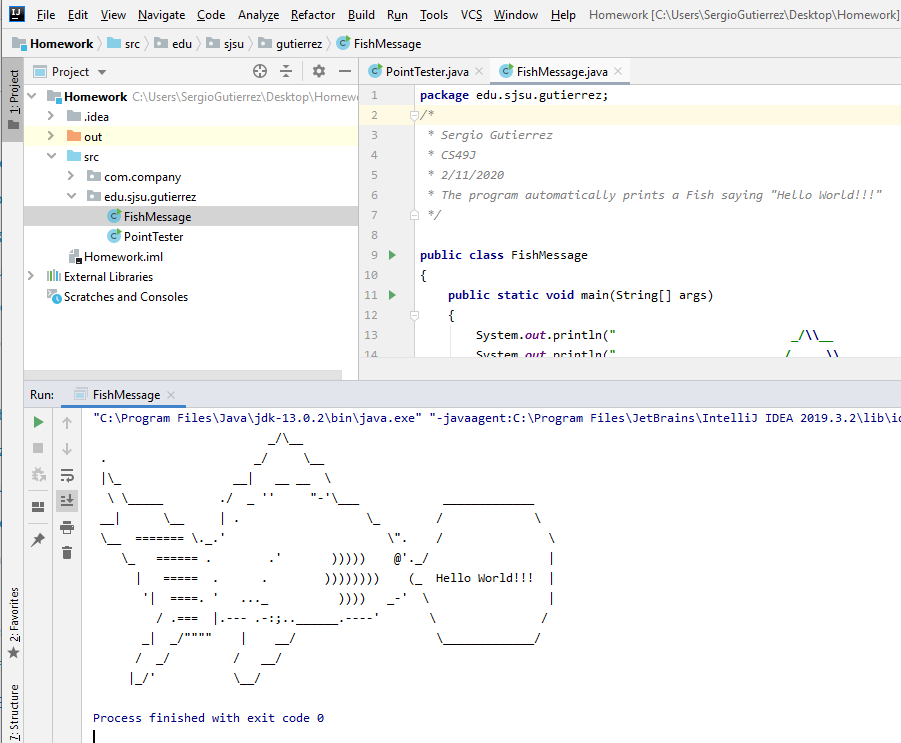 File Edit View Navigate Code Analyze Refactor Build Run Tools VCS Window Help Homework [C:\Users\SergioGutierrez\Desktop\Homework]
Homework src edu sjsu gutierrez FishMessage
1: Project
Project
Homework C:\Users\SergioGutierrez\Desktop\Homew
.idea
out
src
com.company
edu.sjsu.gutierrez
FishMessage
PointTester
Homework.iml
External Libraries
Scratches and Consoles
PointTester.java FishMessage.java
1 package edu.sjsu.gutierrez;
2 /*
3 * Sergio Gutierrez
4 * CS49J
5 * 2/11/2020
6 * The program automatically prints a Fish saying "Hello World!!!"
7 */
8
9 public class FishMessage
10 {
11 public static void main(String[] args)
12 {
13 System.out.println(" _/\\__
14 System.out.println(" / \\
Run: FishMessage
"C:\Program Files\Java\jdk-13.0.2\bin\java.exe" "-javaagent:C:\Program Files\JetBrains\IntelliJ IDEA 2019.3.2\lib\id
                         _/\__
 .                     _/     \__
 |\_                __|   __ __  \
  \ \_____        ./  _ ''     "-'\___            _____________
 __|      \__     | .                  \_        /             \
 \__  ======= \._.'                       \".    /               \
    \_   ====== .        .'       )))))    @'._/                 |
      |   =====  .      .        ))))))))    (_  Hello World!!!  |
       '|  ====. '   ..._          ))))   _-'  \                 |
         / .===  |.--- .-:;.._______.----'       \               /
       _|  _/""""    |    __/                     \_____________/
      /  _/         /   __/
     |_/'           \__/
Process finished with exit code 0
2: Favorites
7: Structure